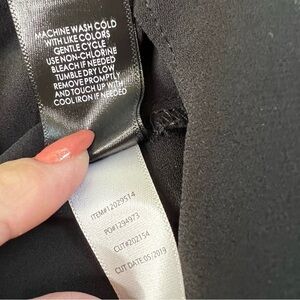 MACHINE WASH COLD
WITH LIKE COLORS
GENTLE CYCLE
USE NON-CHLORINE
BLEACH IF NEEDED
TUMBLE DRY LOW
REMOVE PROMPTLY
AND TOUCH UP WITH
COOL IRON IF NEEDED
ITEM#12029514
PO#1294973
CUT#202154
CUT DATE:05/2019